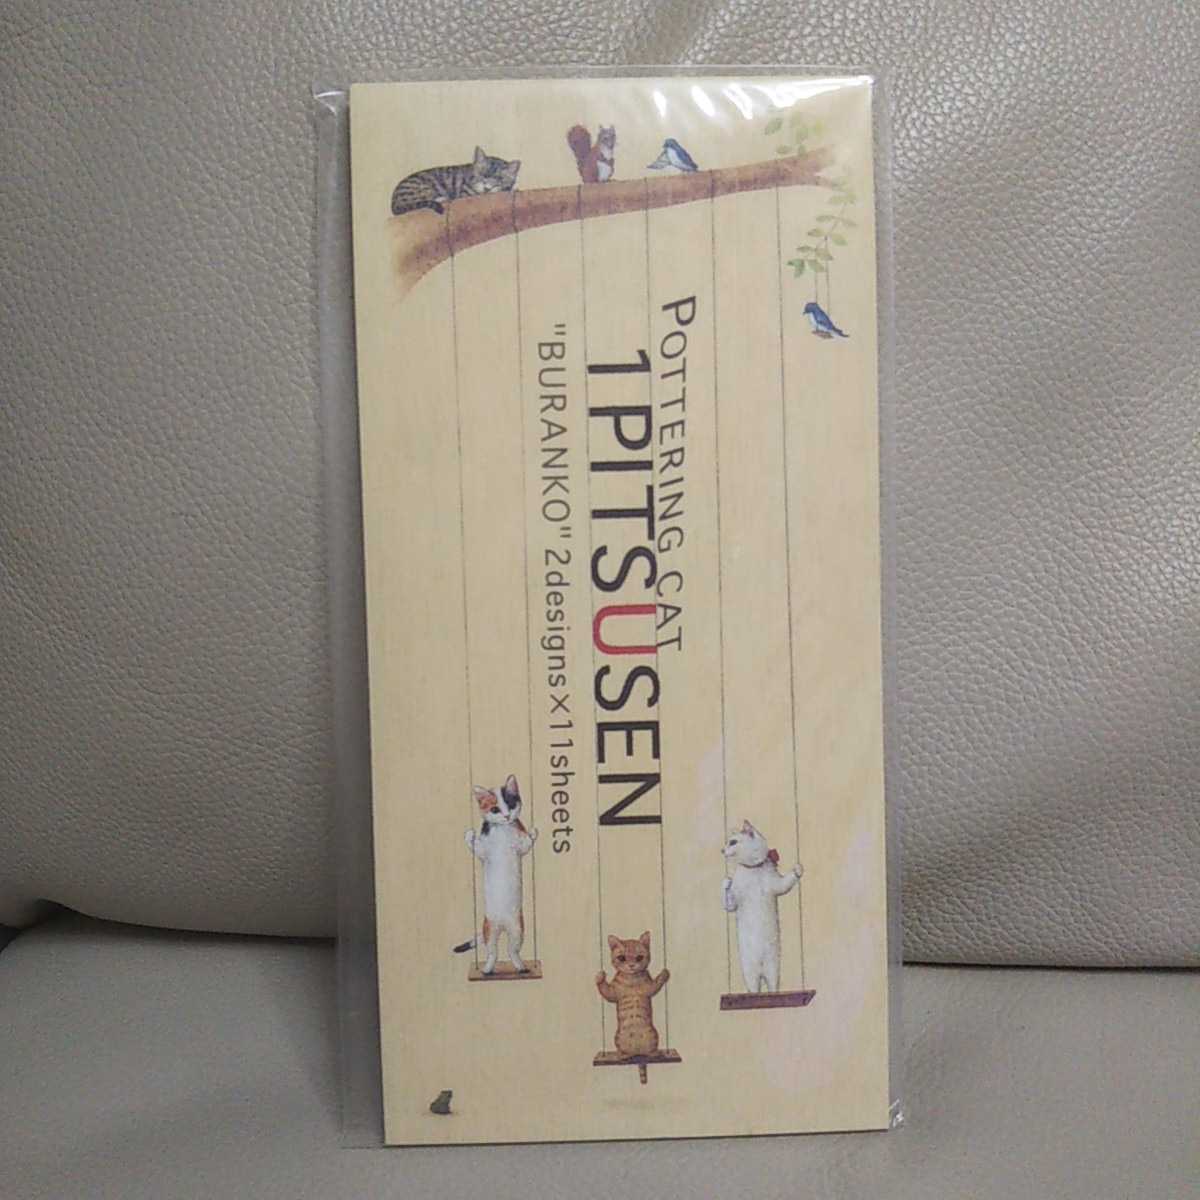 POTTERING CAT
1PITSUSEN
"BURANKO" 2designs×11sheets